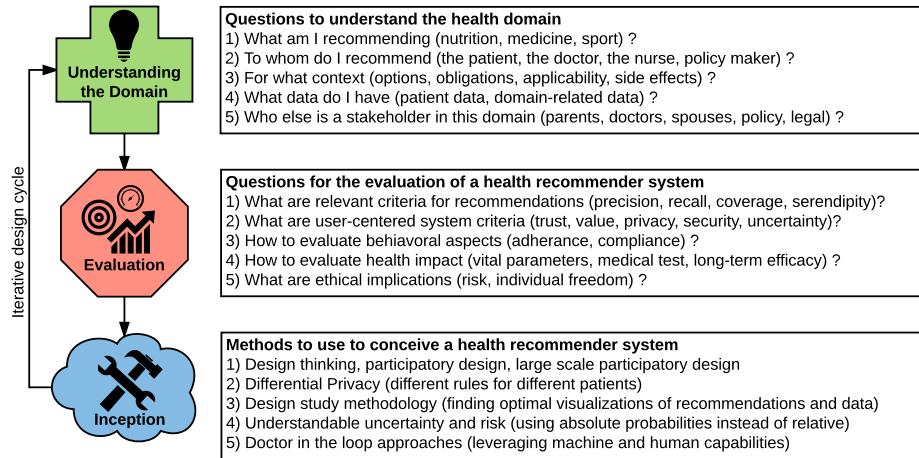 Understanding
the Domain
Questions to understand the health domain
1) What am I recommending (nutrition, medicine, sport) ?
2) To whom do I recommend (the patient, the doctor, the nurse, policy maker) ?
3) For what context (options, obligations, applicability, side effects) ?
4) What data do I have (patient data, domain-related data) ?
5) Who else is a stakeholder in this domain (parents, doctors, spouses, policy, legal) ?
Iterative design cycle
Evaluation
Questions for the evaluation of a health recommender system
1) What are relevant criteria for recommendations (precision, recall, coverage, serendipity)?
2) What are user-centered system criteria (trust, value, privacy, security, uncertainty)?
3) How to evaluate behiavoral aspects (adherance, compliance) ?
4) How to evaluate health impact (vital parameters, medical test, long-term efficacy) ?
5) What are ethical implications (risk, individual freedom) ?
Inception
Methods to use to conceive a health recommender system
1) Design thinking, participatory design, large scale participatory design
2) Differential Privacy (different rules for different patients)
3) Design study methodology (finding optimal visualizations of recommendations and data)
4) Understandable uncertainty and risk (using absolute probabilities instead of relative)
5) Doctor in the loop approaches (leveraging machine and human capabilities)